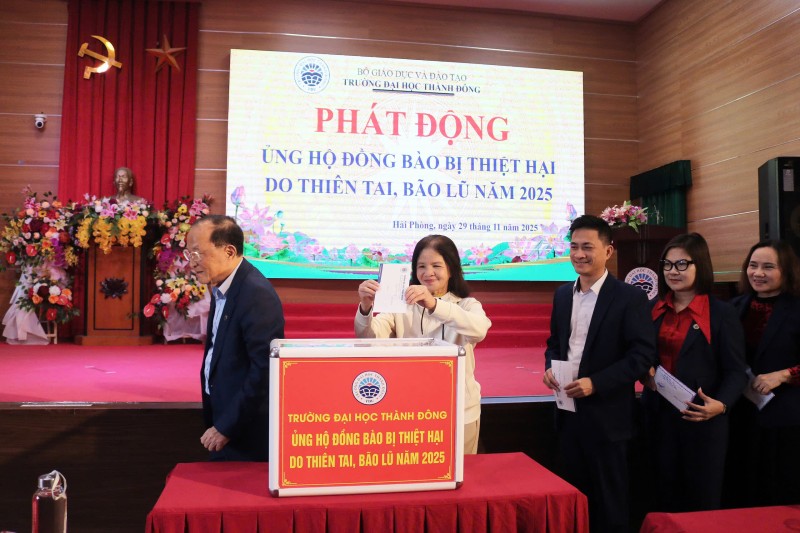 BỘ GIÁO DỤC VÀ ĐÀO TẠO
TRƯỜNG ĐẠI HỌC THÀNH ĐÔNG
PHÁT ĐỘNG
ỦNG HỘ ĐỒNG BÀO BỊ THIỆT HẠI
DO THIÊN TAI, BÃO LŨ NĂM 2025
Hải Phòng, ngày 29 tháng 11 năm 2025
TRƯỜNG ĐẠI HỌC THÀNH ĐÔNG
ỦNG HỘ ĐỒNG BÀO BỊ THIỆT HẠI
DO THIÊN TAI, BÃO LŨ NĂM 2025